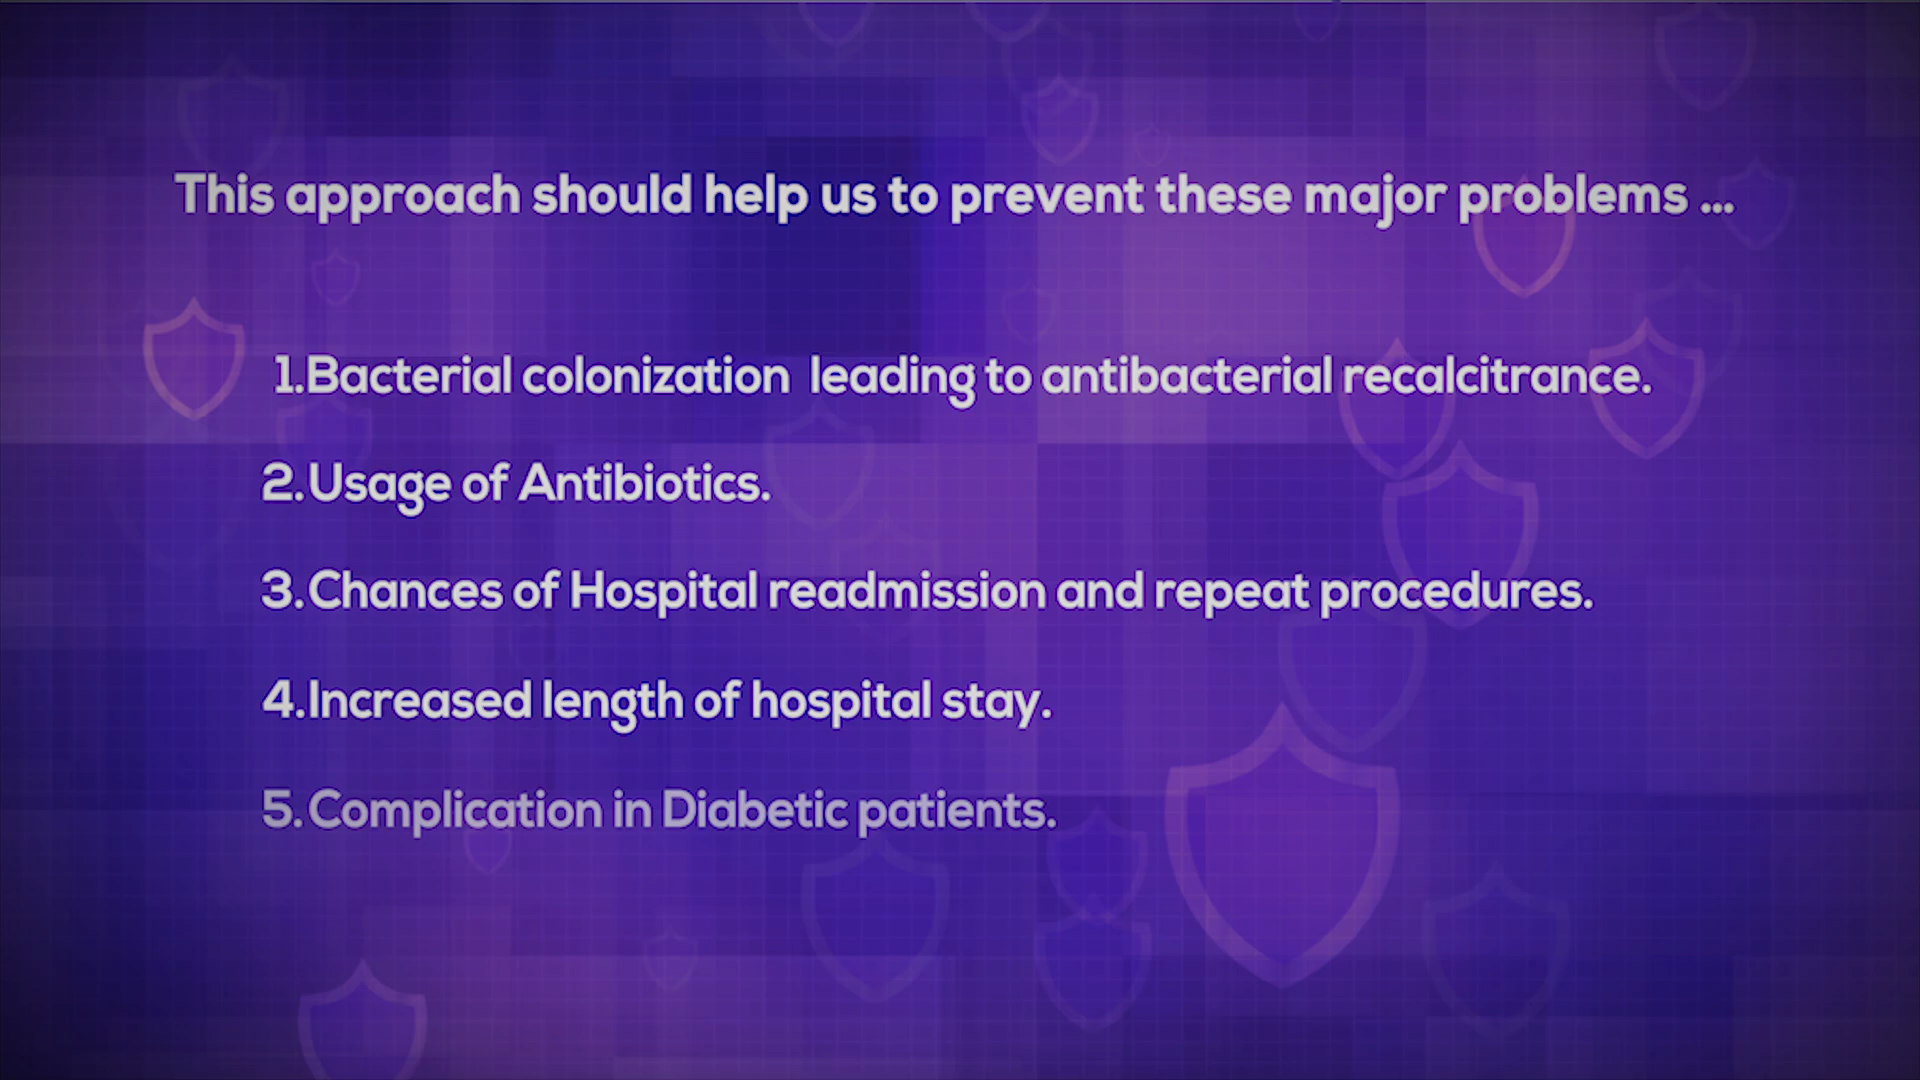 This approach should help us to prevent these major problems ...
1.Bacterial colonization  leading to antibacterial recalcitrance.
2.Usage of Antibiotics.
3.Chances of Hospital readmission and repeat procedures.
4.Increased length of hospital stay.
5.Complication in Diabetic patients.